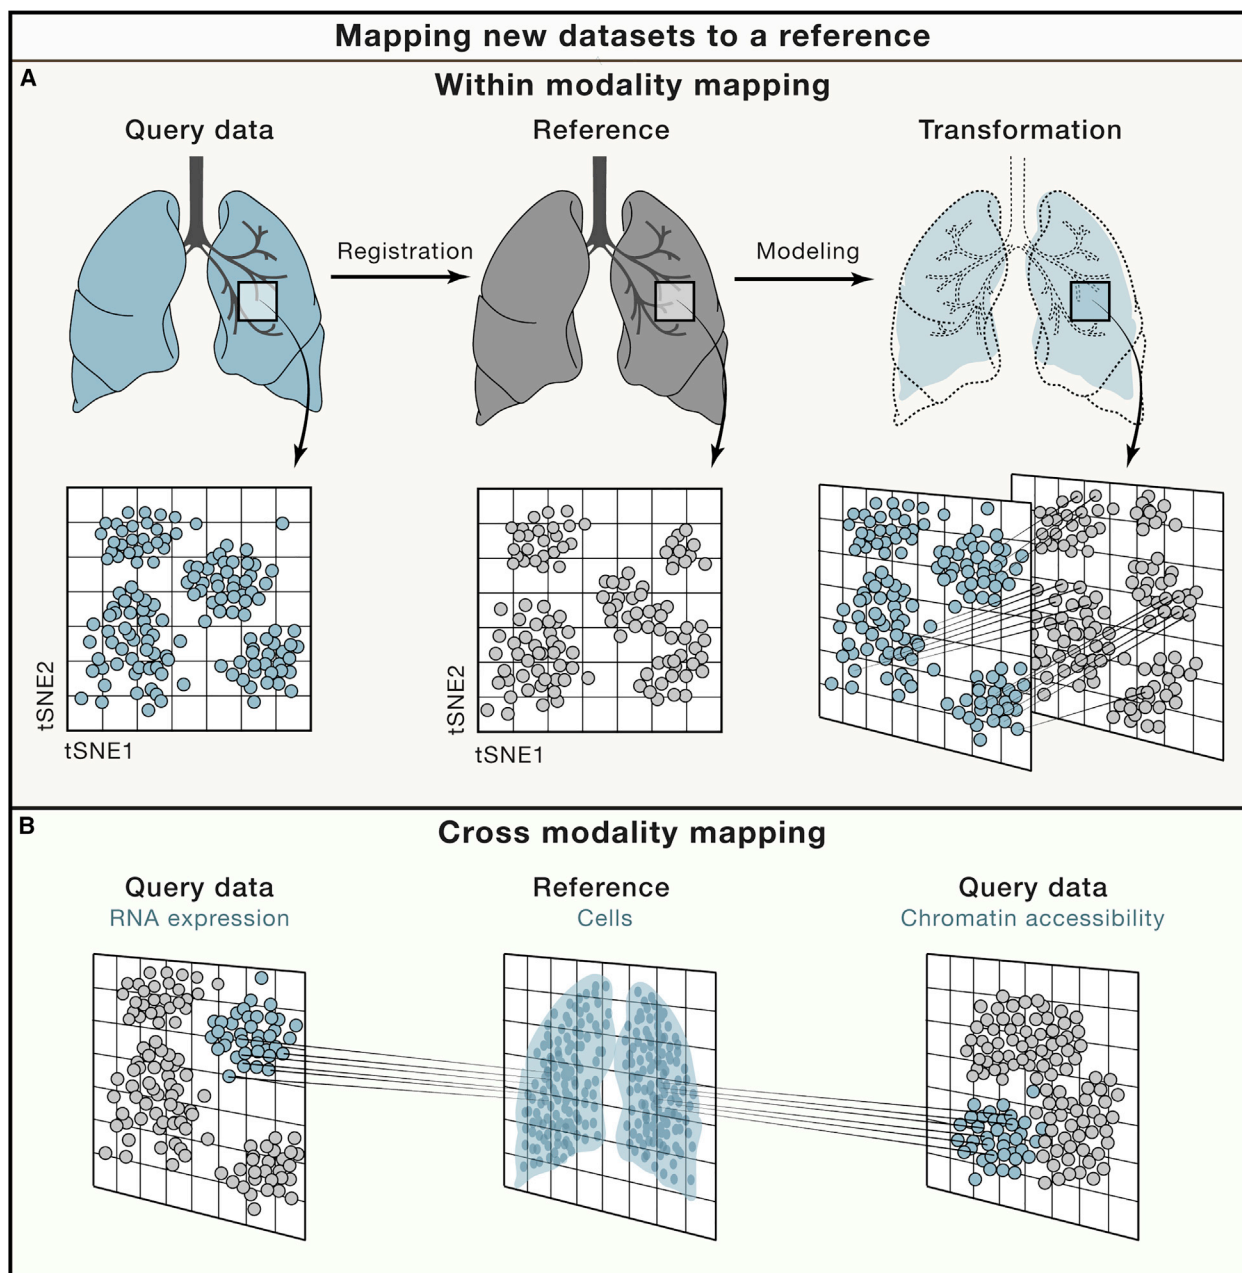 Mapping new datasets to a reference
A
Within modality mapping
Query data
Reference
Transformation
Registration
Modeling
tSNE2
tSNE1
tSNE2
tSNE1
B
Cross modality mapping
Query data
RNA expression
Reference
Cells
Query data
Chromatin accessibility